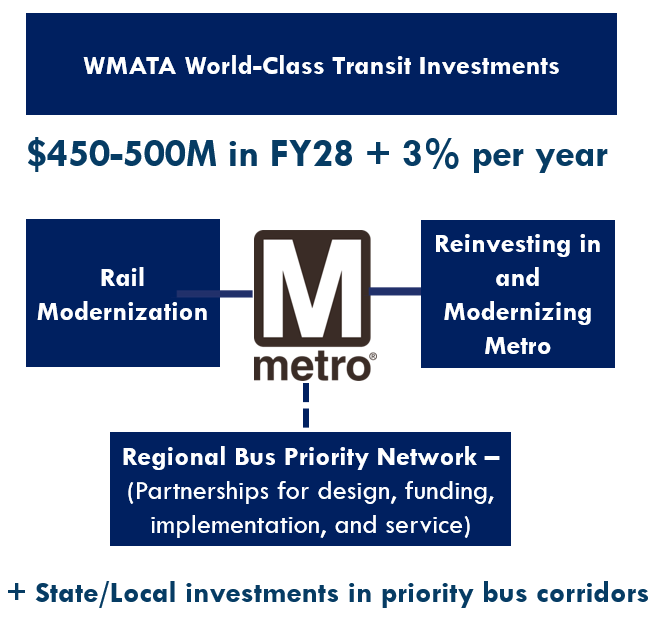 WMATA World-Class Transit Investments
$450-500M in FY28 + 3% per year
Rail
Modernization
M
metro®
Reinvesting in
and
Modernizing
Metro
Regional Bus Priority Network –
(Partnerships for design, funding,
implementation, and service)
+ State/Local investments in priority bus corridors